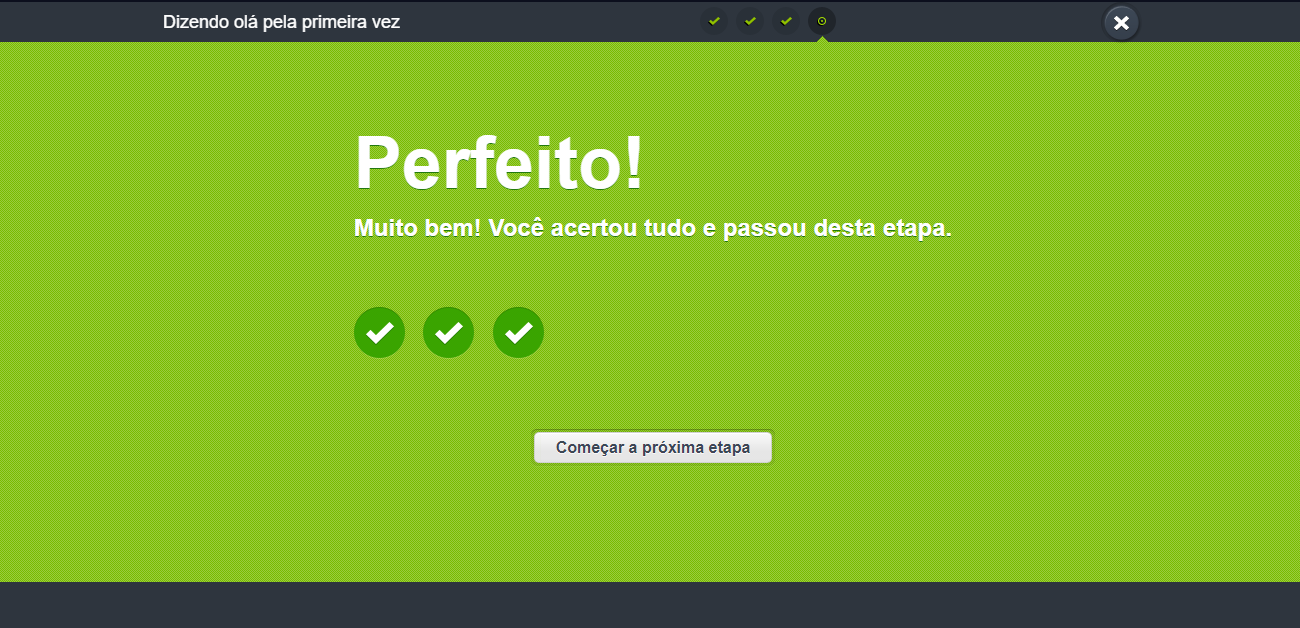 Dizendo olá pela primeira vez
Perfeito!
Muito bem! Você acertou tudo e passou desta etapa.
Começar a próxima etapa